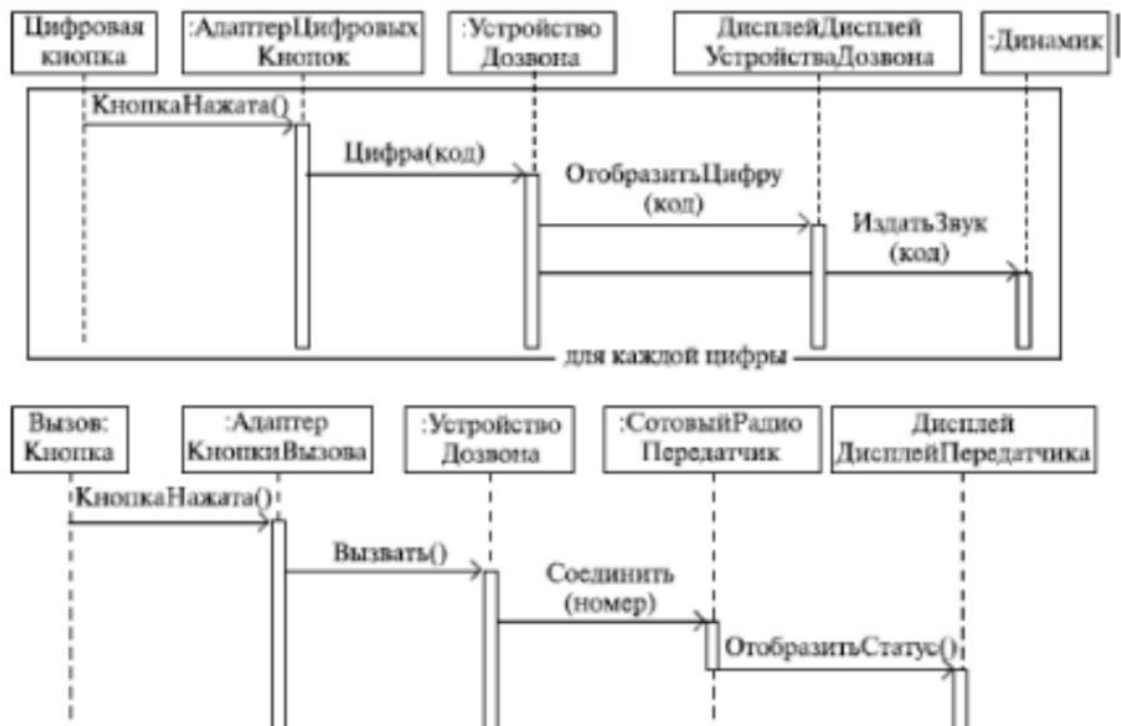 Цифровая
кнопка
:АдаптерЦифровых
Кнопок
:Устройство
Дозвона
ДисплейДисплей
УстройстваДозвона
:Динамик
КнопкаНажата()
Цифра(код)
ОтобразитьЦифру
(код)
ИздатьЗвук
(код)
для каждой цифры
Вызов:
Кнопка
:Адаптер
КнопкиВызова
:Устройство
Дозвона
:СотовыйРадио
Передатчик
Дисплей
ДисплейПередатчика
КнопкаНажата()
Вызвать()
Соединить
(номер)
ОтобразитьСтатус()